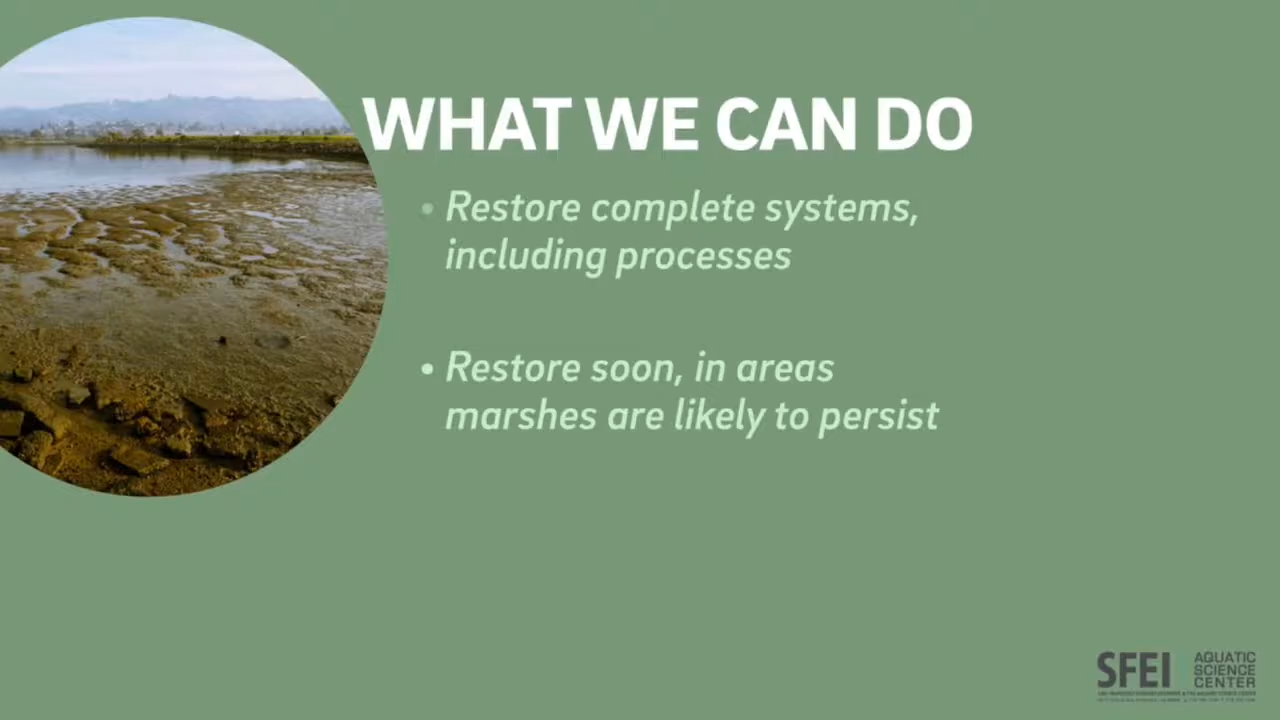 WHAT WE CAN DO
• Restore complete systems,
including processes
• Restore soon, in areas
marshes are likely to persist
SFEI
AQUATIC
SCIENCE
CENTER